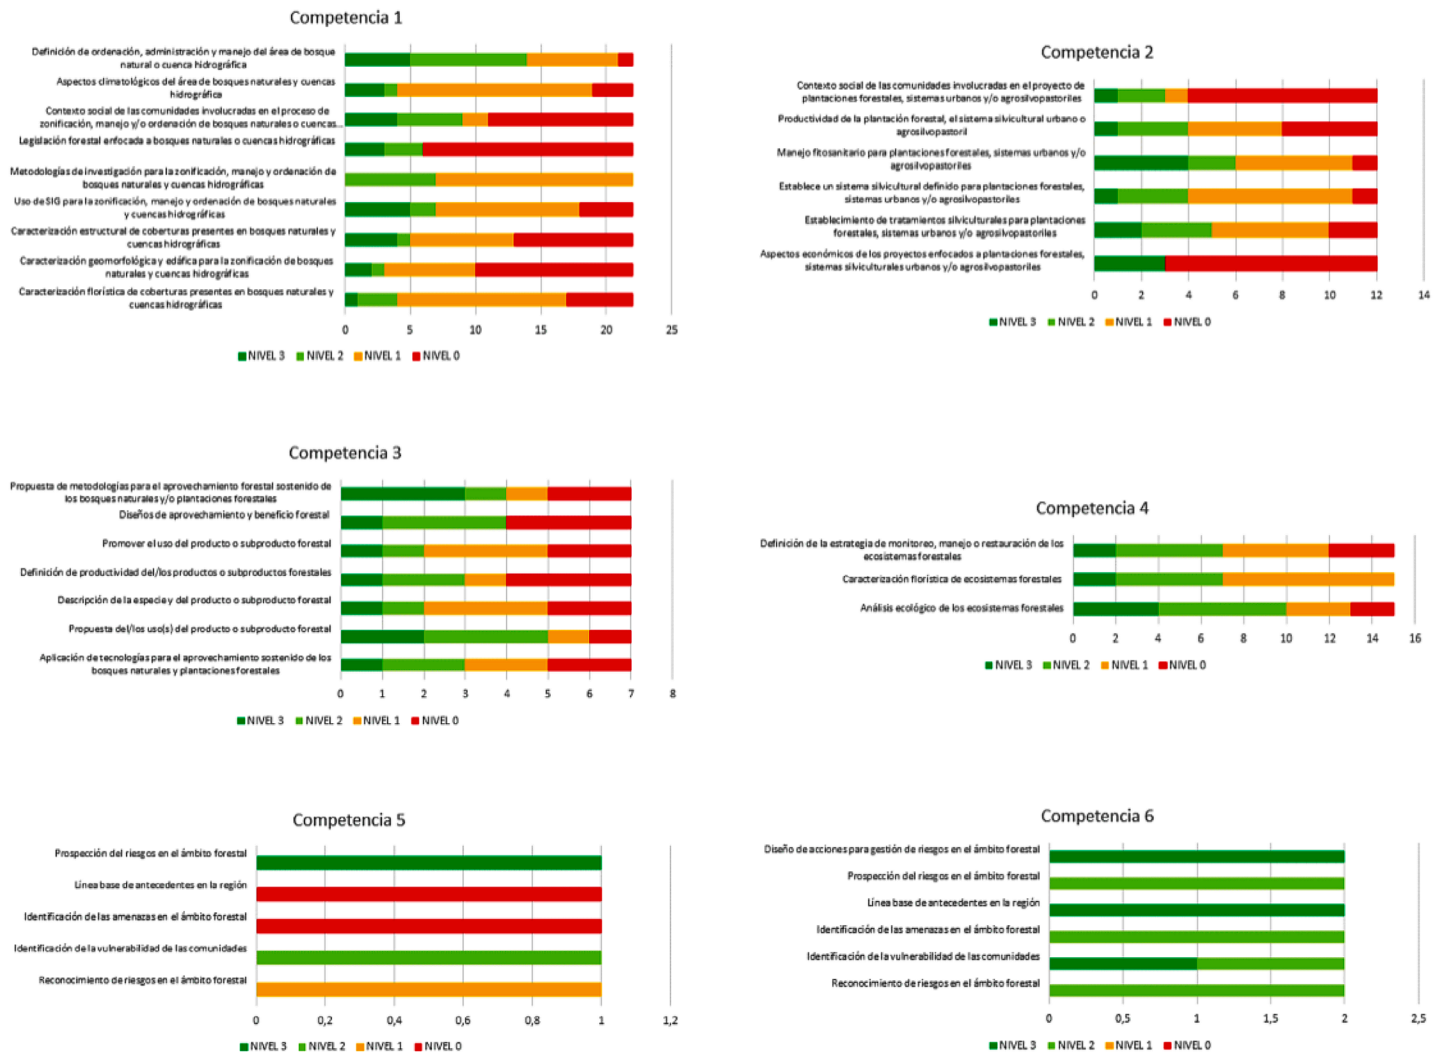 Competencia 1
Definición de ordenación, administración y manejo del área de bosque
natural o cuenca hidrográfica
Aspectos climatológicos del área de bosques naturales y cuencas
hidrográfica
Contexto social de las comunidades involucradas en el proceso de
zonificación, manejo y/o ordenación de bosques naturales o cuencas...
Legislación forestal enfocada a bosques naturales o cuencas hidrográficas
Metodologías de investigación para la zonificación, manejo y ordenación de
bosques naturales y cuencas hidrográficas
Uso de SIG para la zonificación, manejo y ordenación de bosques naturales
y cuencas hidrográficas
Caracterización estructural de coberturas presentes en bosques naturales y
cuencas hidrográficas
Caracterización geomorfológica y edáfica para la zonificación de bosques
naturales y cuencas hidrográficas
Caracterización florística de coberturas presentes en bosques naturales y
cuencas hidrográficas
0 5 10 15 20 25
NIVEL 3 NIVEL 2 NIVEL 1 NIVEL 0
Competencia 2
Contexto social de las comunidades involucradas en el proyecto de
plantaciones forestales, sistemas urbanos y/o agrosilvopastoriles
Productividad de la plantación forestal, el sistema silvicultural urbano o
agrosilvopastoril
Manejo fitosanitario para plantaciones forestales, sistemas urbanos y/o
agrosilvopastoriles
Establece un sistema silvicultural definido para plantaciones forestales,
sistemas urbanos y/o agrosilvopastoriles
Establecimiento de tratamientos silviculturales para plantaciones
forestales, sistemas urbanos y/o agrosilvopastoriles
Aspectos económicos de los proyectos enfocados a plantaciones forestales,
sistemas silviculturales urbanos y/o agrosilvopastoriles
0 2 4 6 8 10 12 14
NIVEL 3 NIVEL 2 NIVEL 1 NIVEL 0
Competencia 3
Propuesta de metodologías para el aprovechamiento forestal sostenido de
los bosques naturales y/o plantaciones forestales
Diseños de aprovechamiento y beneficio forestal
Promover el uso del producto o subproducto forestal
Definición de productividad del/los productos o subproductos forestales
Descripción de la especie y del producto o subproducto forestal
Propuesta del/los uso(s) del producto o subproducto forestal
Aplicación de tecnologías para el aprovechamiento sostenido de los
bosques naturales y plantaciones forestales
0 1 2 3 4 5 6 7 8
NIVEL 3 NIVEL 2 NIVEL 1 NIVEL 0
Competencia 4
Definición de la estrategia de monitoreo, manejo o restauración de los
ecosistemas forestales
Caracterización florística de ecosistemas forestales
Análisis ecológico de los ecosistemas forestales
0 2 4 6 8 10 12 14 16
NIVEL 3 NIVEL 2 NIVEL 1 NIVEL 0
Competencia 5
Prospección del riesgos en el ámbito forestal
Línea base de antecedentes en la región
Identificación de las amenazas en el ámbito forestal
Identificación de la vulnerabilidad de las comunidades
Reconocimiento de riesgos en el ámbito forestal
0 0,2 0,4 0,6 0,8 1 1,2
NIVEL 3 NIVEL 2 NIVEL 1 NIVEL 0
Competencia 6
Diseño de acciones para gestión de riesgos en el ámbito forestal
Prospección del riesgos en el ámbito forestal
Línea base de antecedentes en la región
Identificación de las amenazas en el ámbito forestal
Identificación de la vulnerabilidad de las comunidades
Reconocimiento de riesgos en el ámbito forestal
0 0,5 1 1,5 2 2,5
NIVEL 3 NIVEL 2 NIVEL 1 NIVEL 0